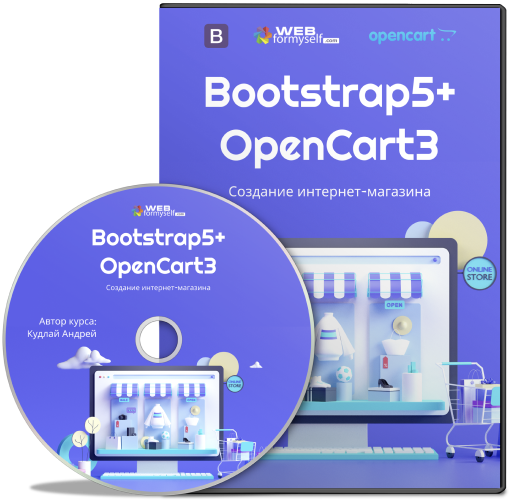 B
WEB
formyself.com
opencart
Bootstrap5+
OpenCart3
Создание интернет-магазина
ONLINE
STORE
OPEN
WEB
formyself.com
Bootstrap5+
OpenCart3
Создание интернет-магазина
Автор курса:
Кудлай Андрей
ONLINE
STORE